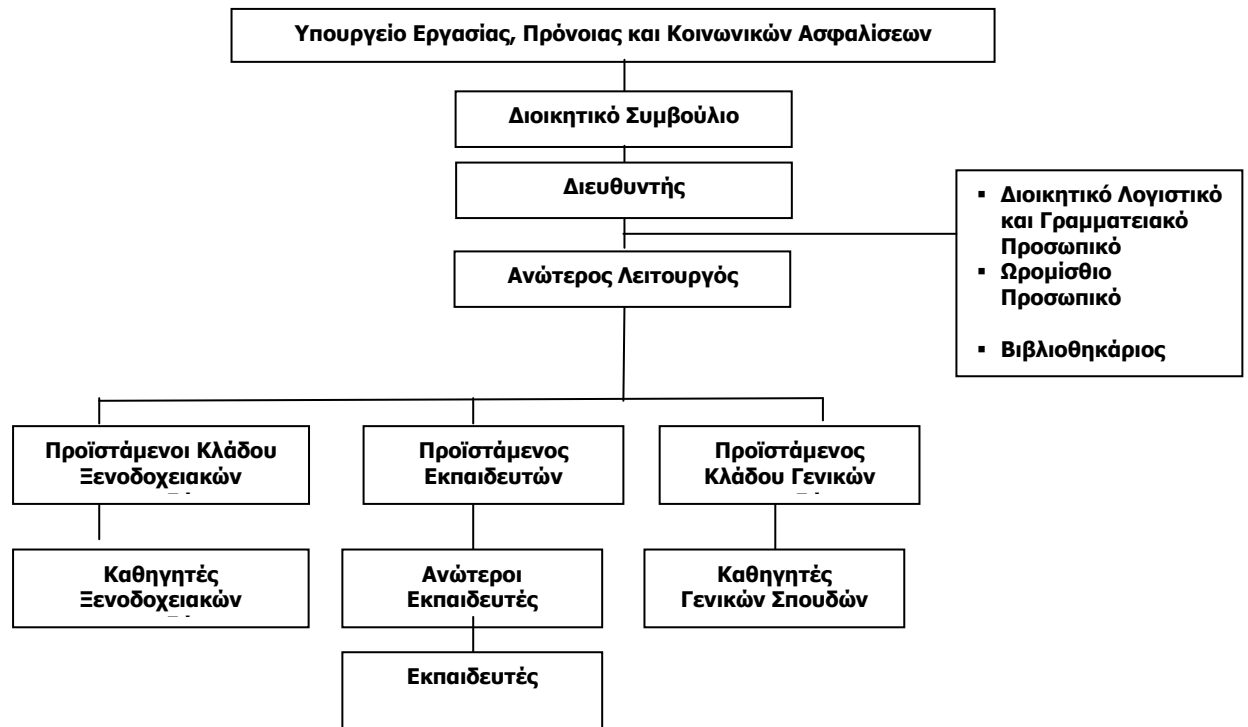 Υπουργείο Εργασίας, Πρόνοιας και Κοινωνικών Ασφαλίσεων
Διοικητικό Συμβούλιο
Διευθυντής
▪ Διοικητικό Λογιστικό
και Γραμματειακό
Προσωπικό
▪ Ωρομίσθιο
Προσωπικό
▪ Βιβλιοθηκάριος
Ανώτερος Λειτουργός
Προϊστάμενοι Κλάδου
Ξενοδοχειακών
Προϊστάμενος
Εκπαιδευτών
Προϊστάμενος
Κλάδου Γενικών
Καθηγητές
Ξενοδοχειακών
Ανώτεροι
Εκπαιδευτές
Καθηγητές
Γενικών Σπουδών
Εκπαιδευτές